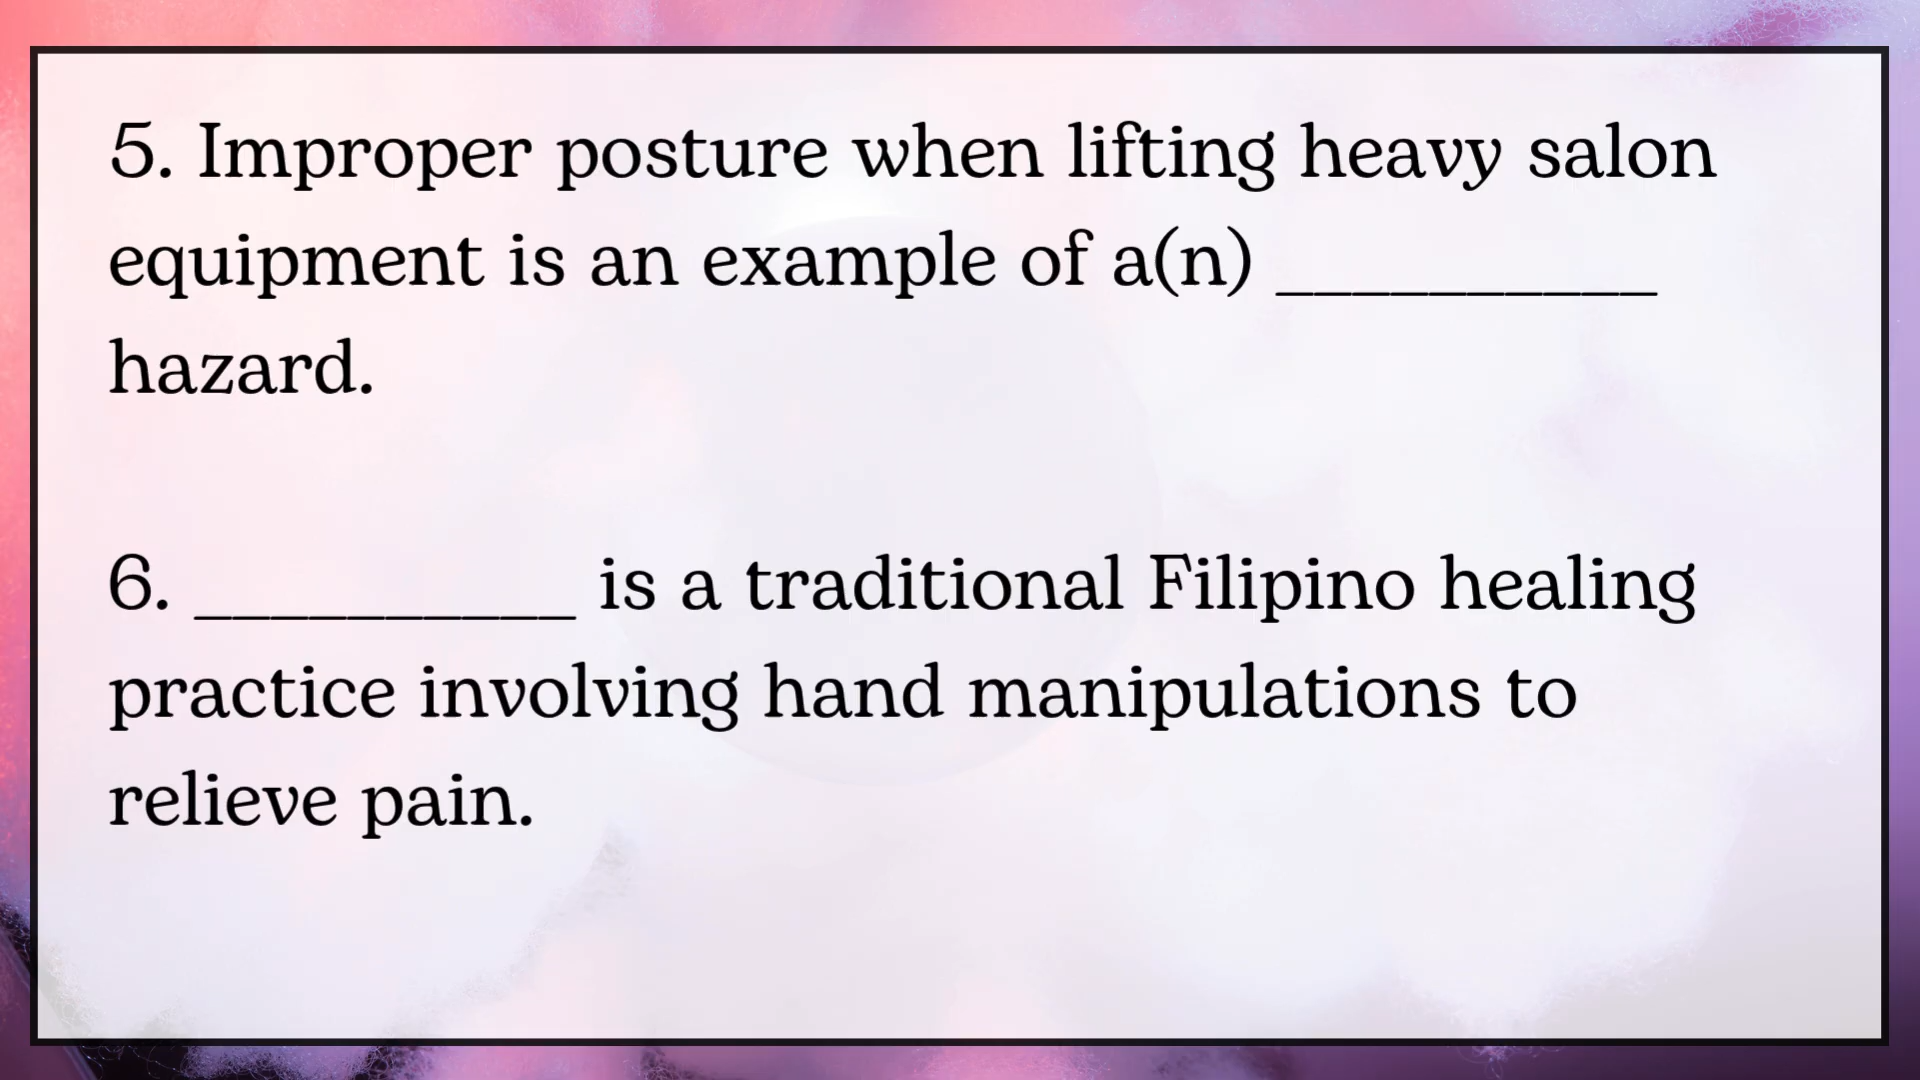 5. Improper posture when lifting heavy salon
equipment is an example of a(n) __________
hazard.
6. __________ is a traditional Filipino healing
practice involving hand manipulations to
relieve pain.